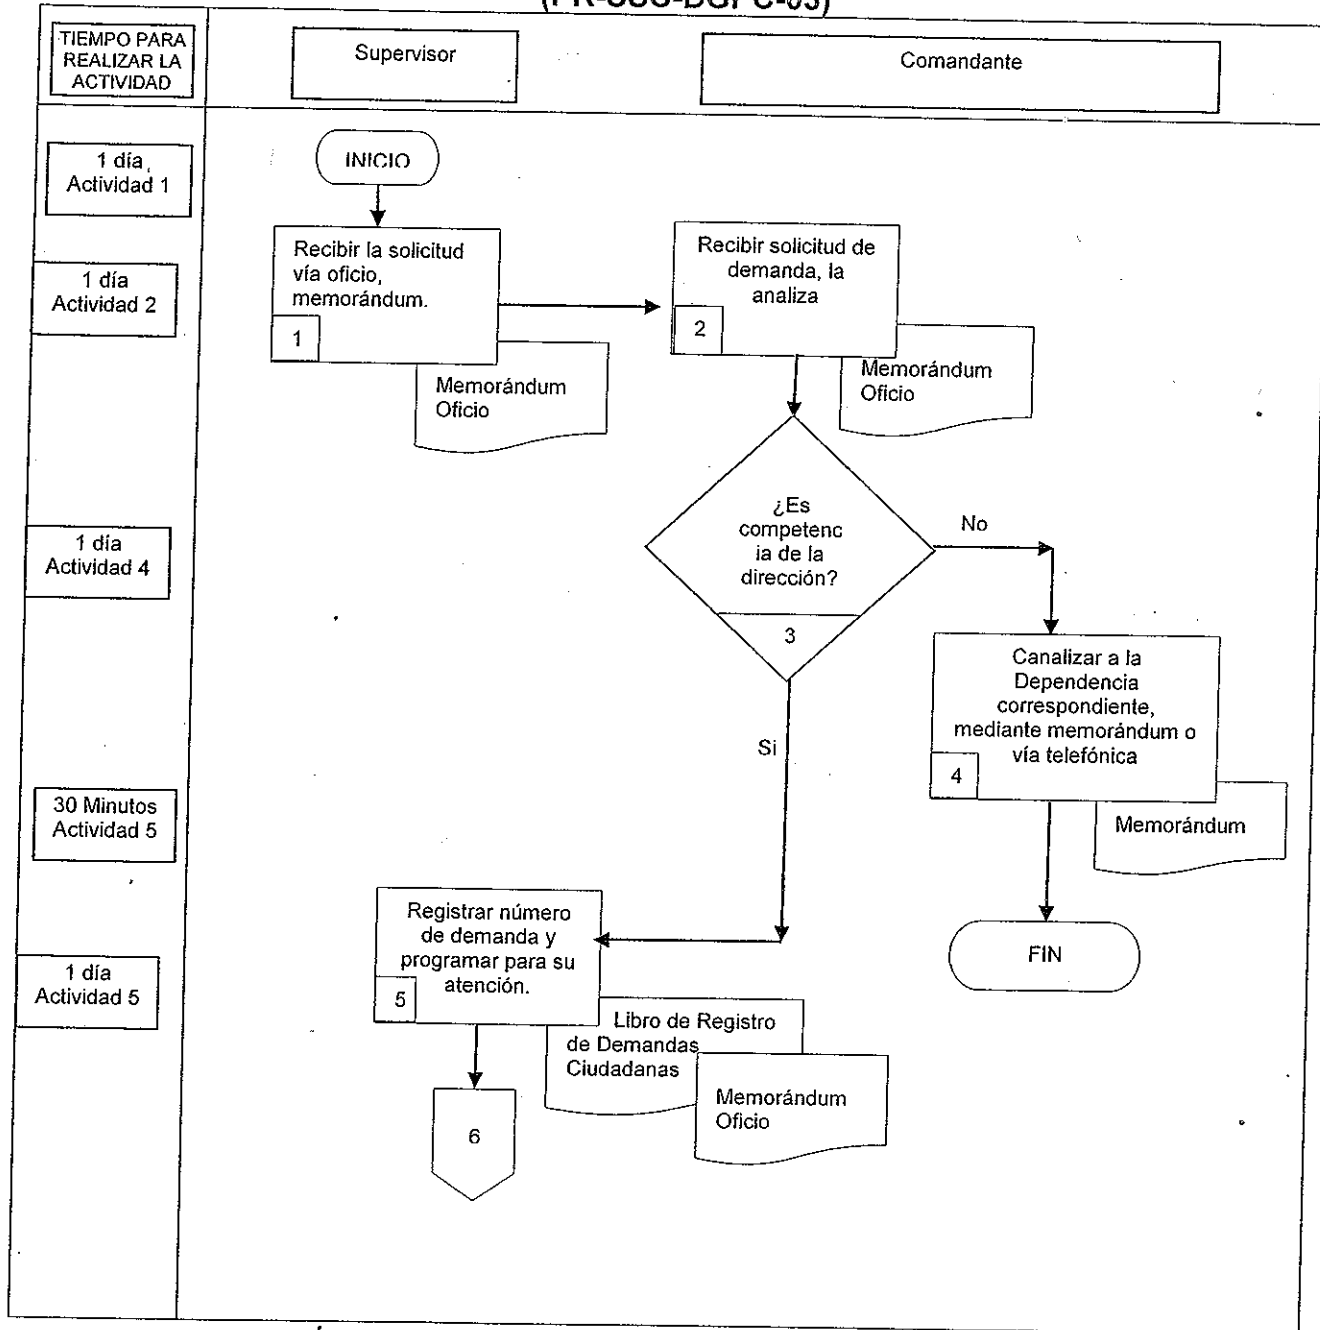 TIEMPO PARA
REALIZAR LA
ACTIVIDAD
Supervisor
Comandante
1 día
Actividad 1
INICIO
Recibir la solicitud
vía oficio,
memorándum.
1
Memorándum
Oficio
Recibir solicitud de
demanda, la
analiza
2
Memorándum
Oficio
1 día
Actividad 2
¿Es
competenc
ia de la
dirección?
3
No
Si
1 día
Actividad 4
Canalizar a la
Dependencia
correspondiente,
mediante memorándum o
vía telefónica
4
Memorándum
FIN
30 Minutos
Actividad 5
Registrar número
de demanda y
programar para su
atención.
5
Libro de Registro
de Demandas
Ciudadanas
Memorándum
Oficio
1 día
Actividad 5
6